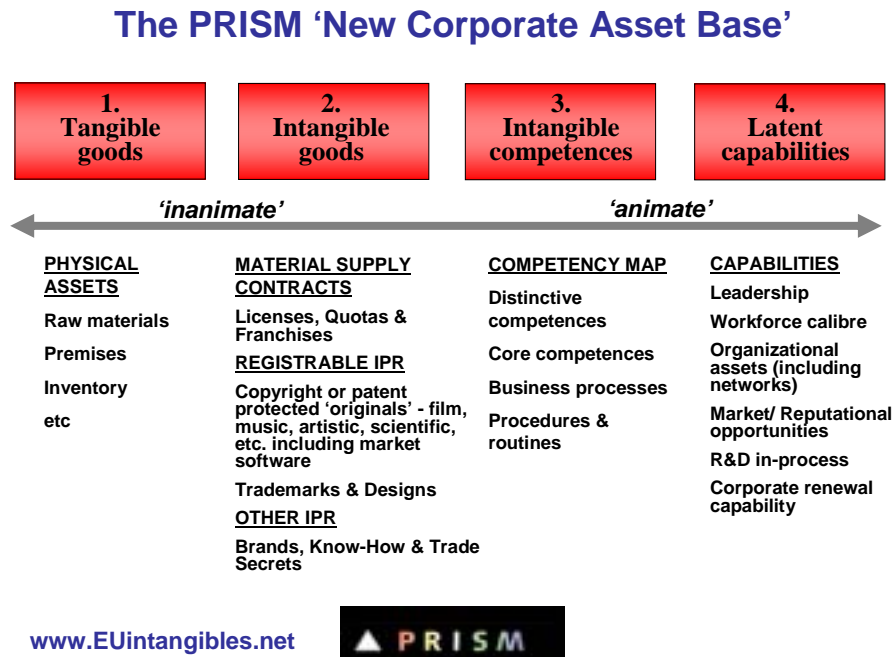 The PRISM ‘New Corporate Asset Base’
1.
Tangible
goods
2.
Intangible
goods
3.
Intangible
competences
4.
Latent
capabilities
‘inanimate’
‘animate’
PHYSICAL
ASSETS
Raw materials
Premises
Inventory
etc
MATERIAL SUPPLY
CONTRACTS
Licenses, Quotas &
Franchises
REGISTRABLE IPR
Copyright or patent
protected ‘originals’ - film,
music, artistic, scientific,
etc. including market
software
Trademarks & Designs
OTHER IPR
Brands, Know-How & Trade
Secrets
COMPETENCY MAP
Distinctive
competences
Core competences
Business processes
Procedures &
routines
CAPABILITIES
Leadership
Workforce calibre
Organizational
assets (including
networks)
Market/ Reputational
opportunities
R&D in-process
Corporate renewal
capability
www.EUintangibles.net
PRISM